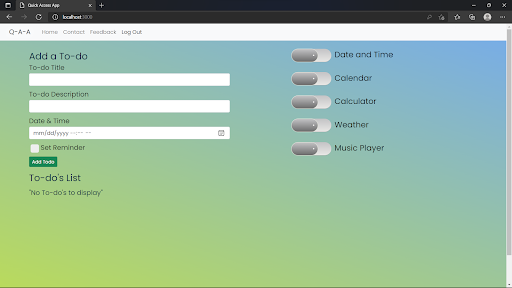 Quick Access App
localhost:3000
Q-A-A
Home
Contact
Feedback
Log Out
Add a To-do
To-do Title
To-do Description
Date & Time
mm/dd/yyyy --:-- --
Set Reminder
Add Todo
To-do's List
"No To-do's to display"
Date and Time
Calendar
Calculator
Weather
Music Player